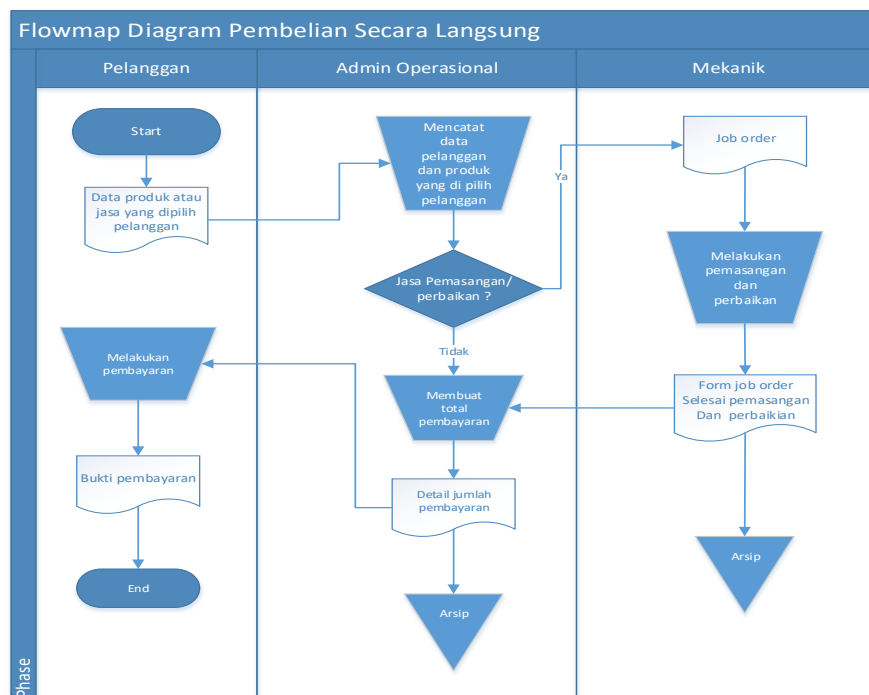 Flowmap Diagram Pembelian Secara Langsung
Pelanggan
Admin Operasional
Mekanik
Start
Data produk atau
jasa yang dipilih
pelanggan
Melakukan
pembayaran
Bukti pembayaran
End
Mencatat
data
pelanggan
dan produk
yang di pilih
pelanggan
Jasa Pemasangan/
perbaikan ?
Ya
Tidak
Membuat
total
pembayaran
Detail jumlah
pembayaran
Arsip
Job order
Melakukan
pemasangan
dan
perbaikan
Form job order
Selesai pemasangan
Dan perbaikian
Arsip
Phase